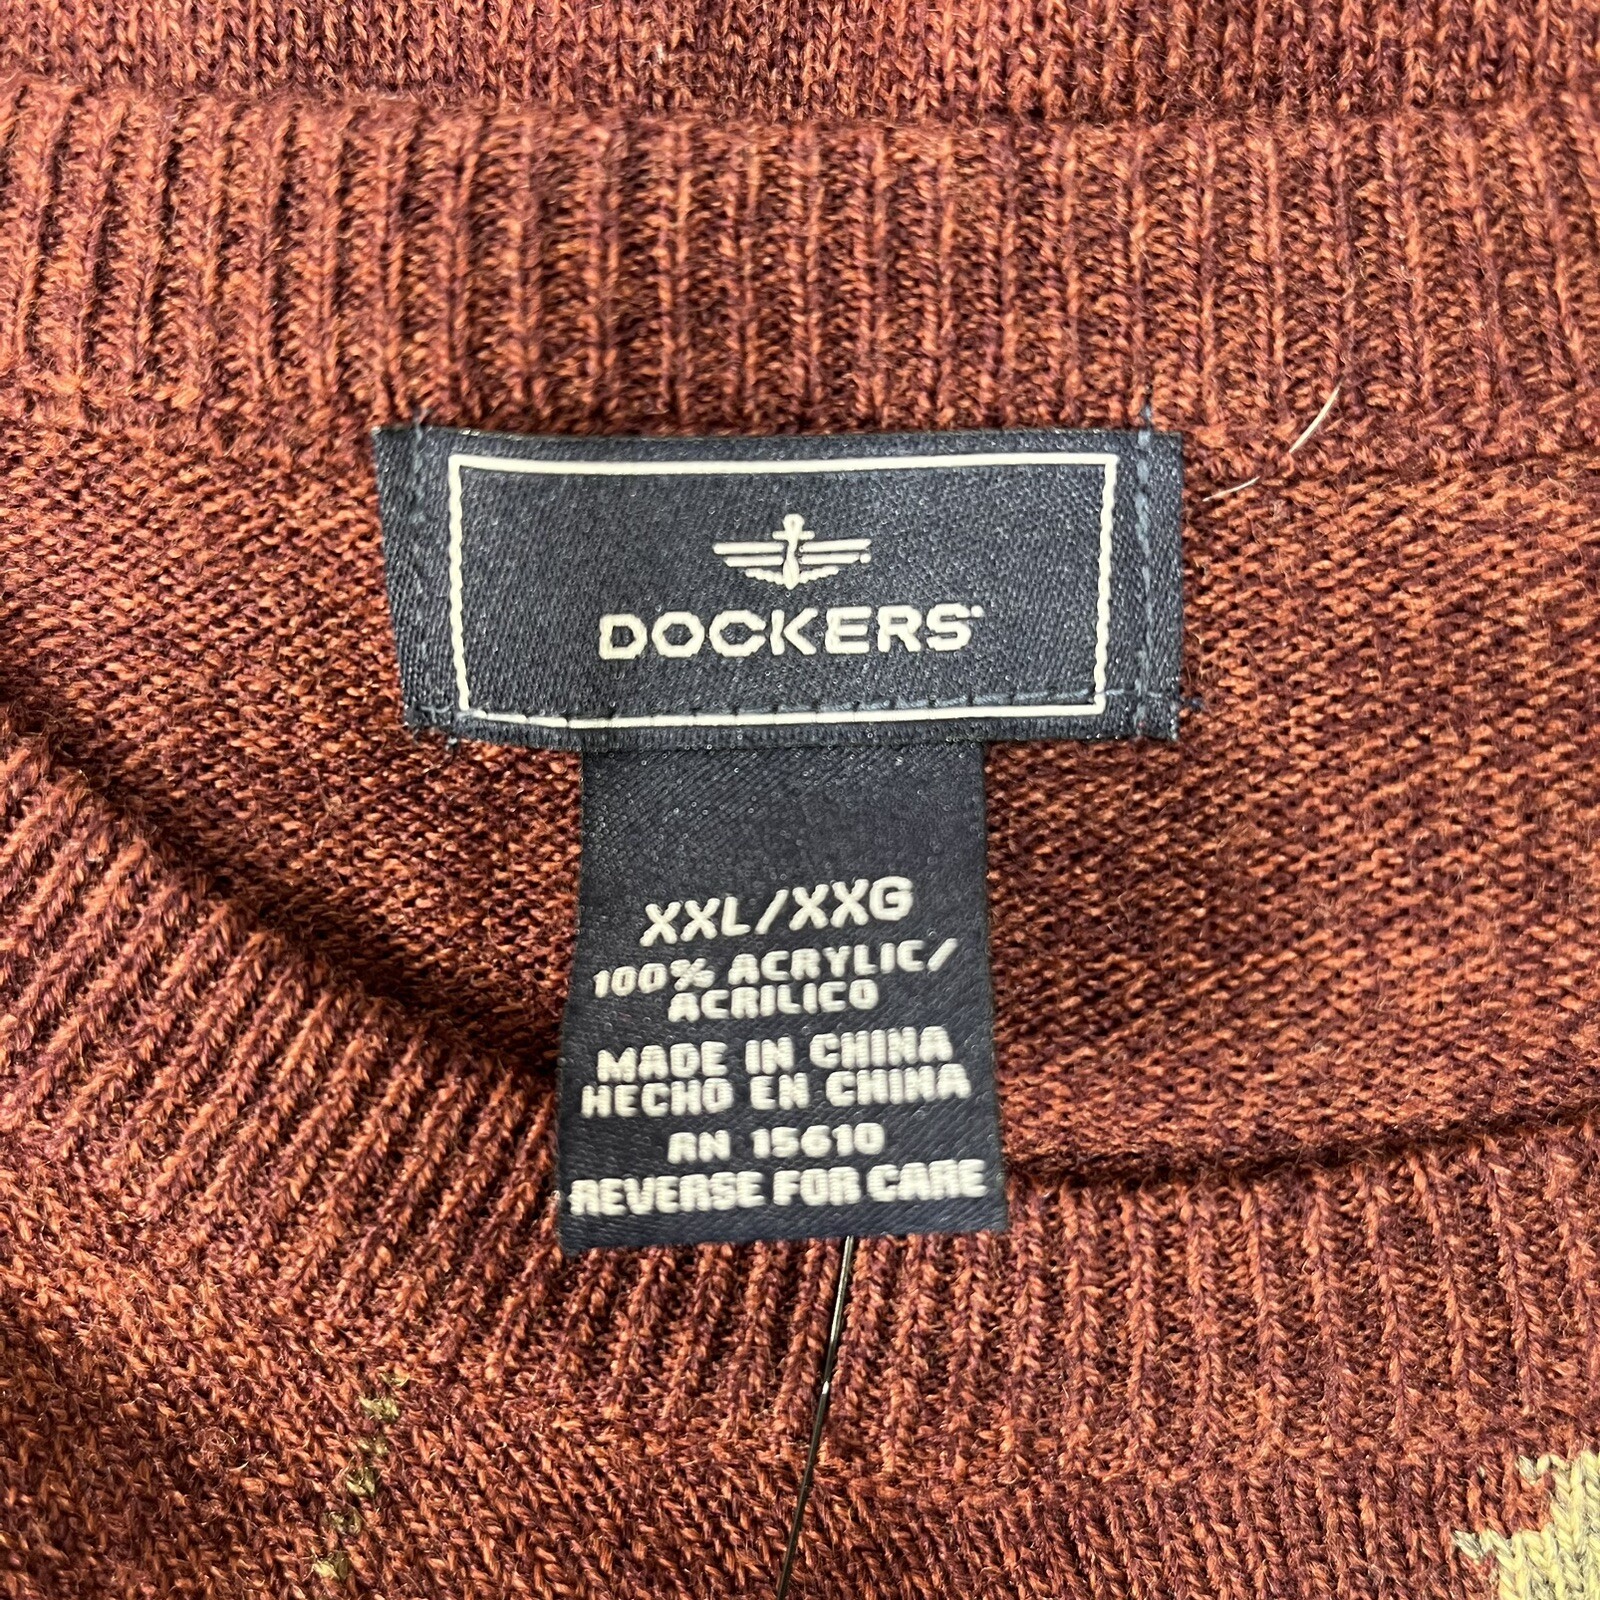 DOCKERS
XXL/XXG
100% ACRYLIC/
ACRILICO
MADE IN CHINA
HECHO EN CHINA
RN 15610
REVERSE FOR CARE